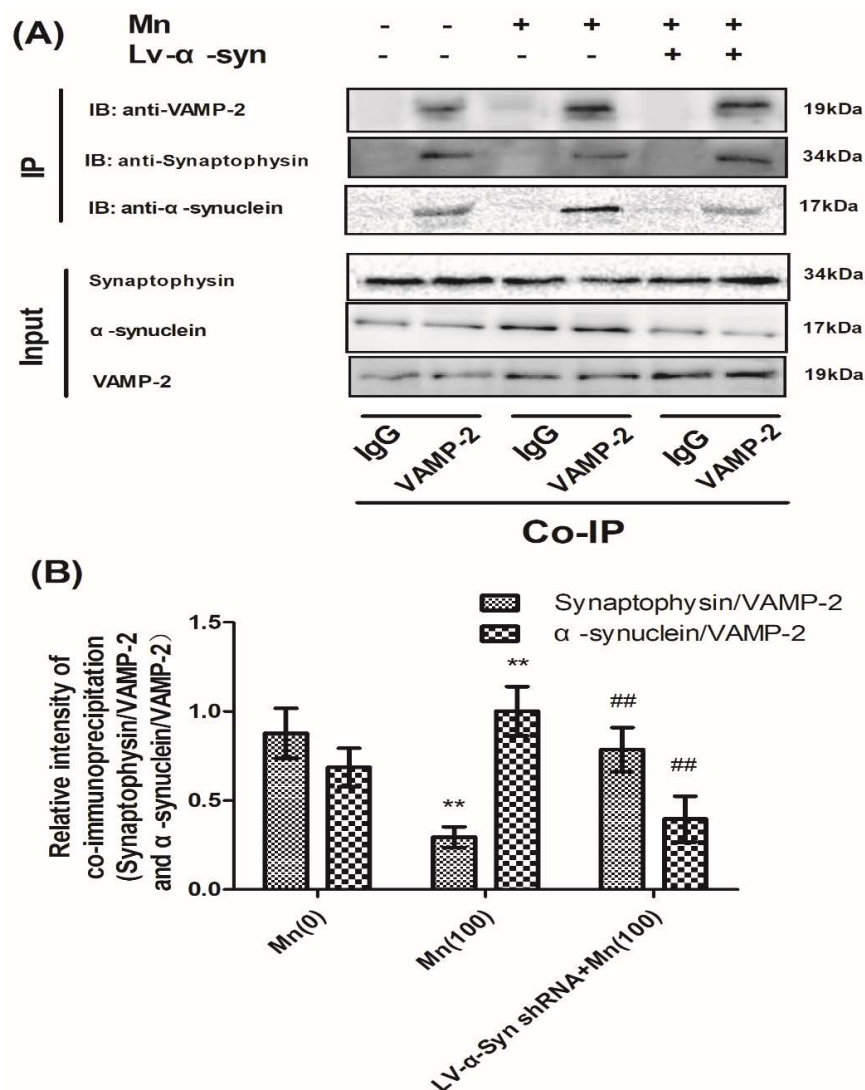 (A)
Mn - - + + + +
Lv-α -syn - - - - + +
IP
IB: anti-VAMP-2 19kDa
IB: anti-Synaptophysin 34kDa
IB: anti-α -synuclein 17kDa
Input
Synaptophysin 34kDa
α -synuclein 17kDa
VAMP-2 19kDa
IgG VAMP-2 IgG VAMP-2 IgG VAMP-2
Co-IP
(B)
Synaptophysin/VAMP-2
α -synuclein/VAMP-2
Relative intensity of
co-immunoprecipitation
(Synaptophysin/VAMP-2
and α -synuclein/VAMP-2)
1.5
1.0
0.5
0.0
** ** ## ##
Mn(0)
Mn(100)
LV-α-Syn shRNA+Mn(100)